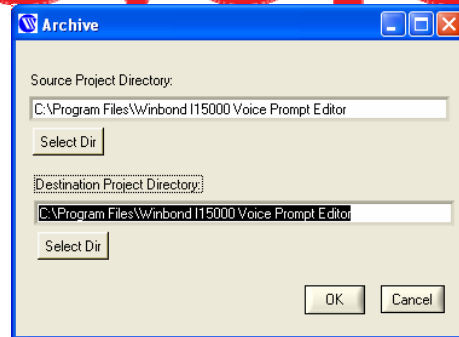 Archive
Source Project Directory:
C:\Program Files\Winbond I15000 Voice Prompt Editor
Select Dir
Destination Project Directory:
C:\Program Files\Winbond I15000 Voice Prompt Editor
Select Dir
OK Cancel